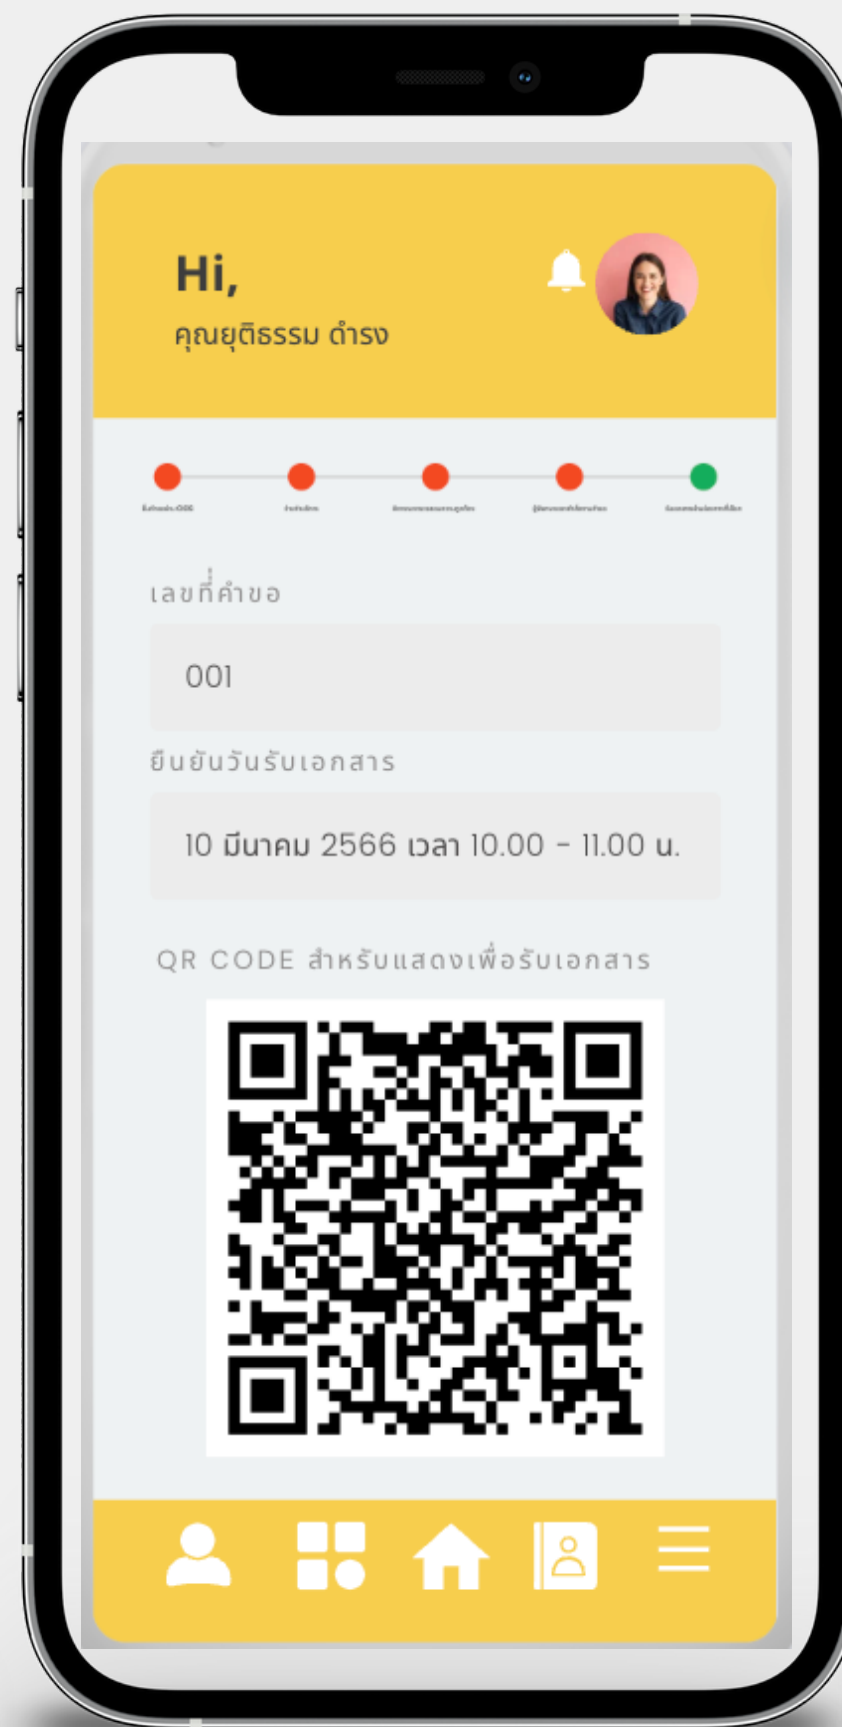 Hi,
คุณยุติธรรม ดำรง
เลขที่คำขอ
001
ยืนยันวันรับเอกสาร
10 มีนาคม 2566 เวลา 10.00 - 11.00 น.
QR CODE สำหรับแสดงเพื่อรับเอกสาร